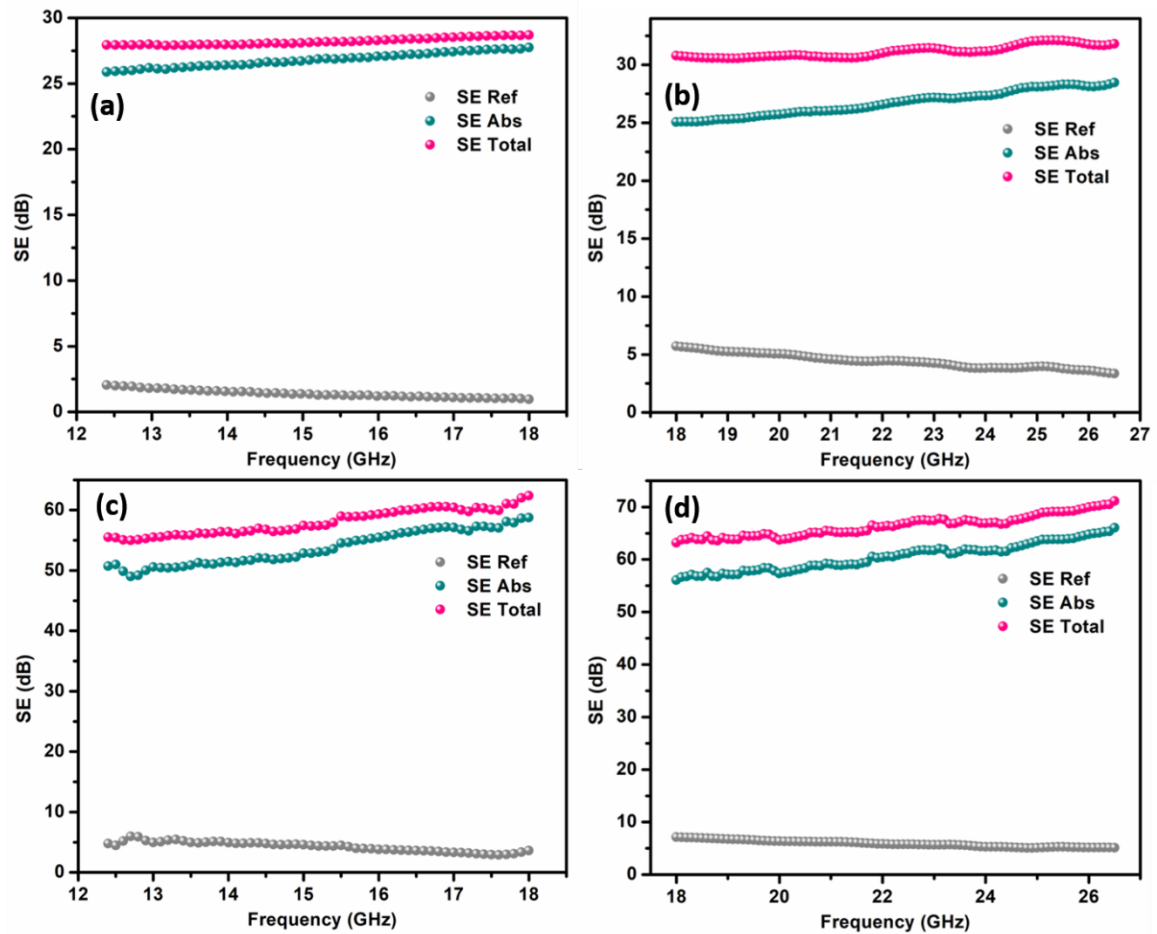 (a)
SE Ref
SE Abs
SE Total
SE (dB)
30
25
20
15
10
5
0
12 13 14 15 16 17 18
Frequency (GHz)
(b)
SE Ref
SE Abs
SE Total
SE (dB)
30
25
20
15
10
5
0
18 19 20 21 22 23 24 25 26 27
Frequency (GHz)
(c)
SE Ref
SE Abs
SE Total
SE (dB)
60
50
40
30
20
10
0
12 13 14 15 16 17 18
Frequency (GHz)
(d)
SE Ref
SE Abs
SE Total
SE (dB)
70
60
50
40
30
20
10
0
18 20 22 24 26
Frequency (GHz)